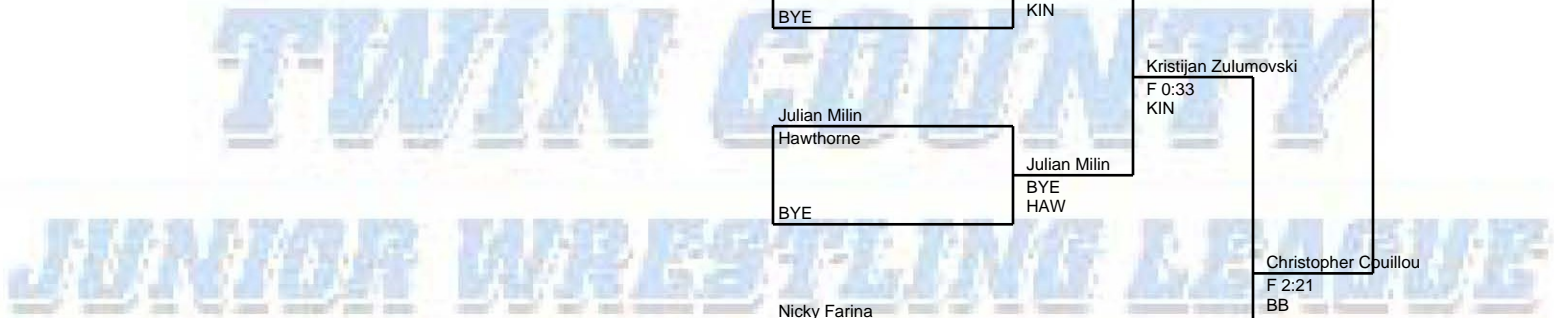 BYE
KIN
Kristijan Zulumovski
F 0:33
KIN
Julian Milin
Hawthorne
Julian Milin
BYE
HAW
BYE
Christopher Couillou
F 2:21
BB
Nicky Farina
TWIN COUNTY
JUNIOR WRESTLING LEAGUE